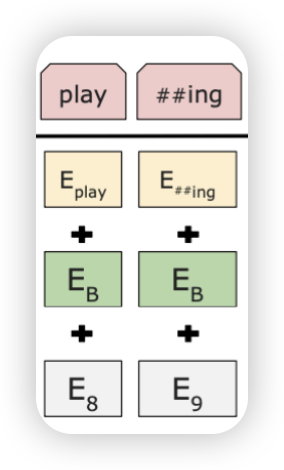 play ##ing
E_play E_##ing
+ +
E_B E_B
+ +
E_8 E_9